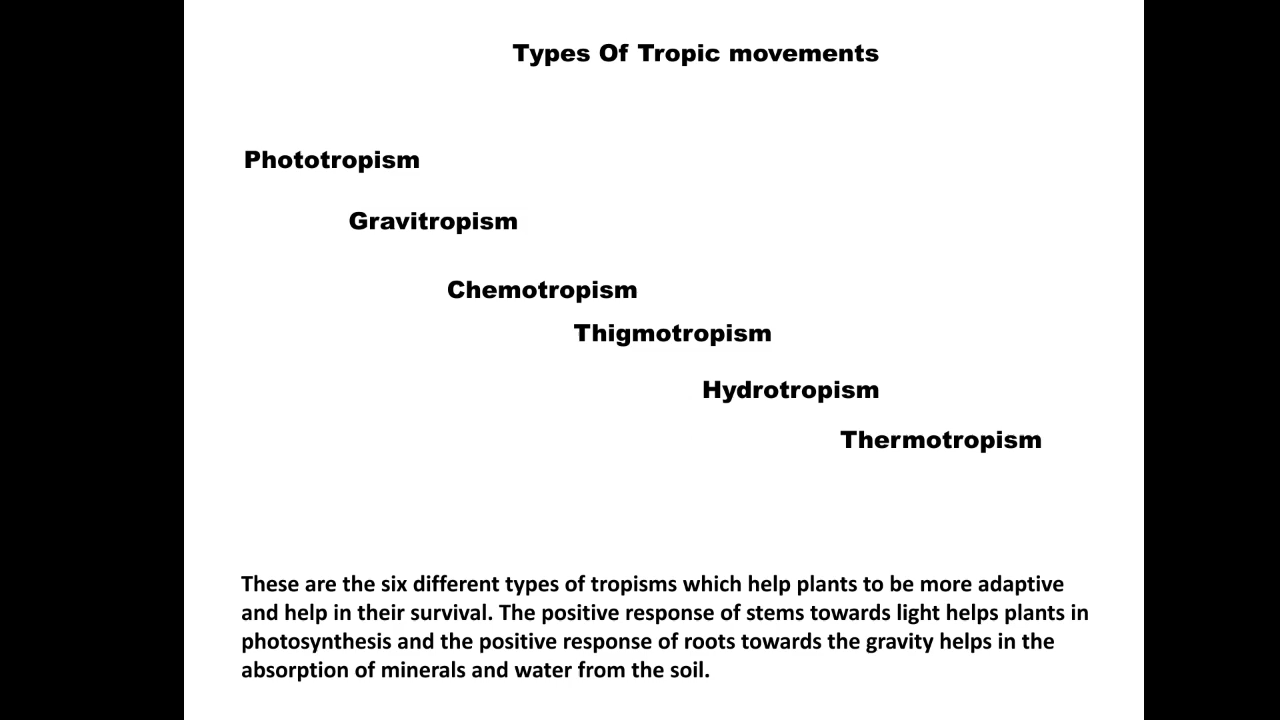 Types Of Tropic movements
Phototropism
Gravitropism
Chemotropism
Thigmotropism
Hydrotropism
Thermotropism
These are the six different types of tropisms which help plants to be more adaptive
and help in their survival. The positive response of stems towards light helps plants in
photosynthesis and the positive response of roots towards the gravity helps in the
absorption of minerals and water from the soil.